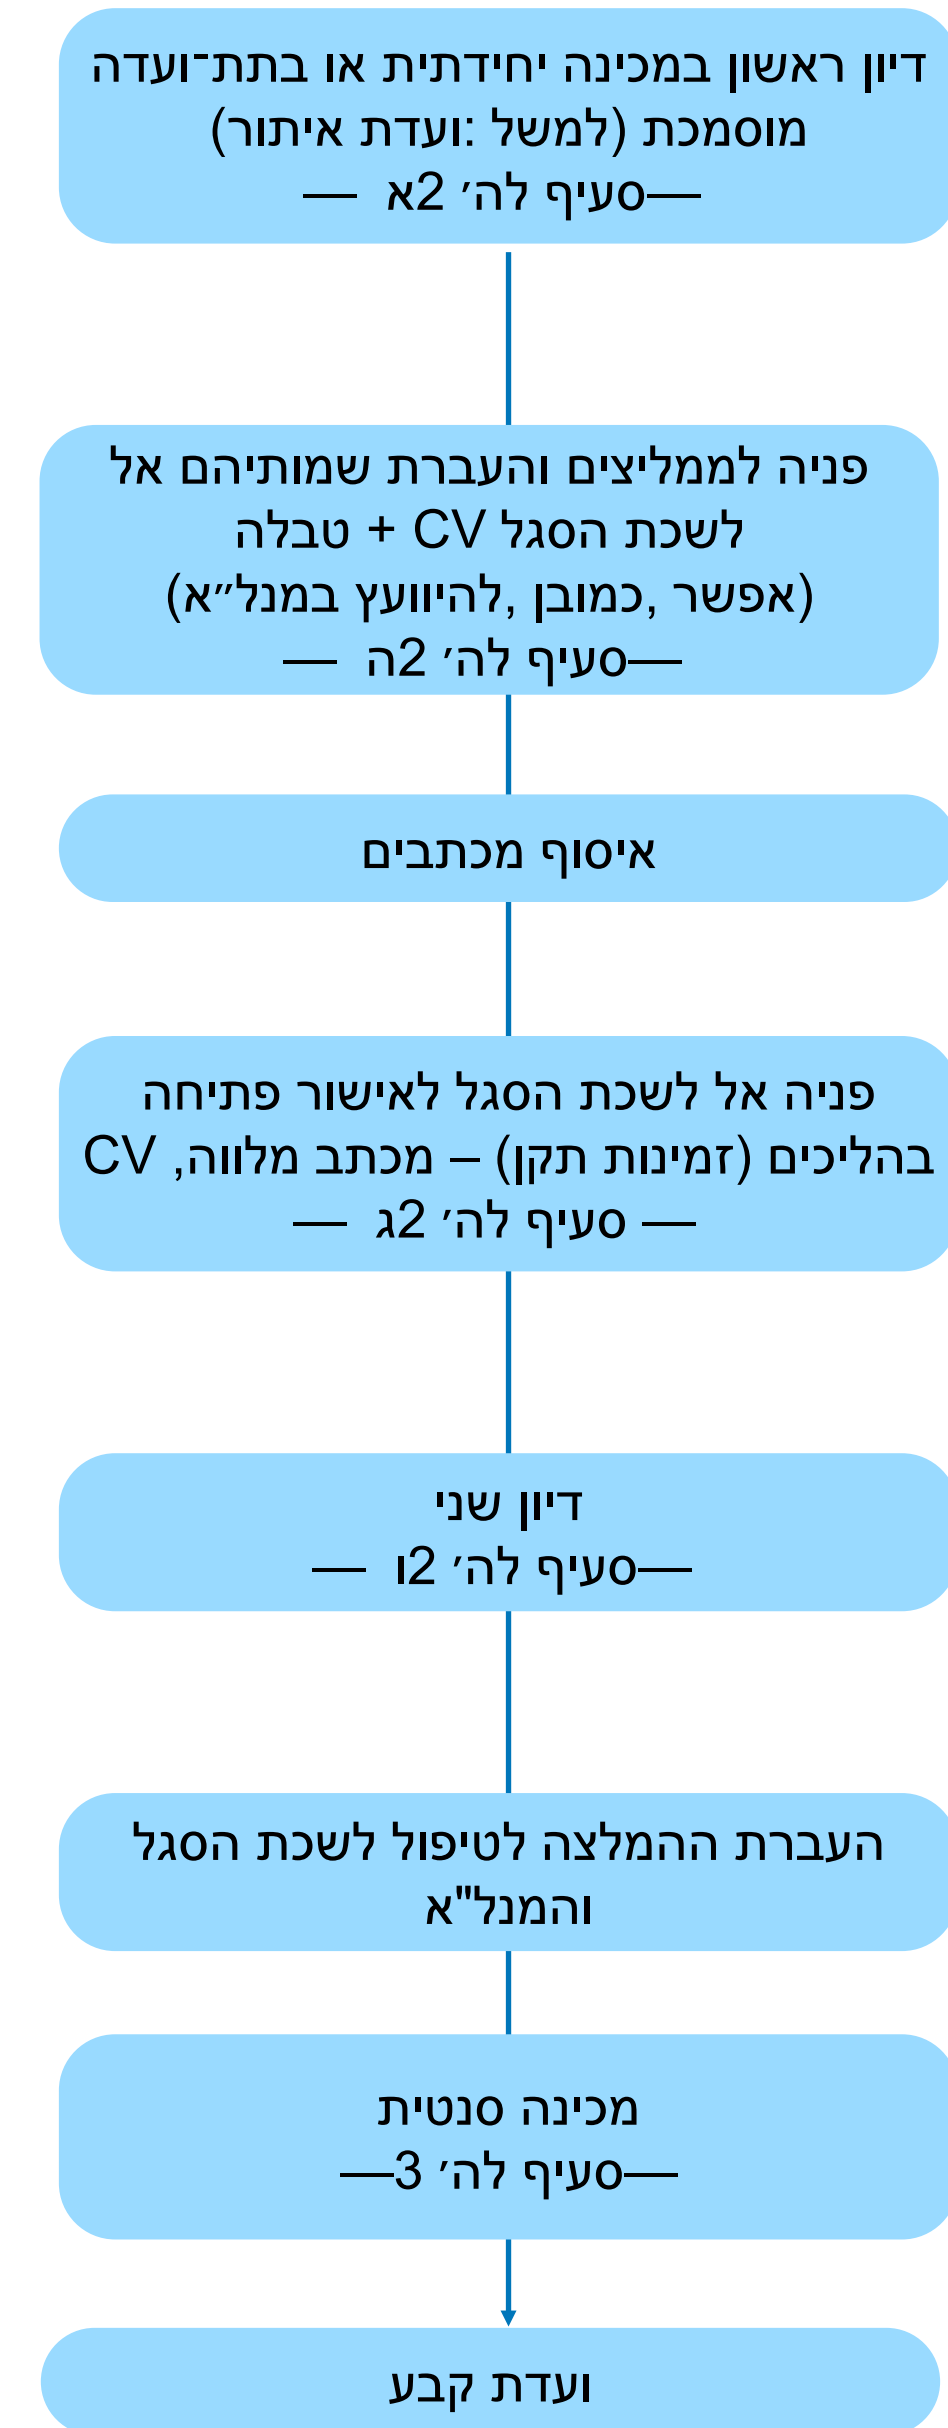 דיון ראשון במכינה יחידתית או בתת־ועדה
מוסמכת (למשל :ועדת איתור)
—סעיף לה׳ 2א —
פניה לממליצים והעברת שמותיהם אל
לשכת הסגל CV + טבלה
(אפשר ,כמובן ,להיוועץ במנל״א)
—סעיף לה׳ 2ה —
איסוף מכתבים
פניה אל לשכת הסגל לאישור פתיחה
בהליכים (זמינות תקן) – מכתב מלווה, CV
— סעיף לה׳ 2ג —
דיון שני
—סעיף לה׳ 2ו —
העברת ההמלצה לטיפול לשכת הסגל
והמנל"א
מכינה סנטית
—סעיף לה׳ 3—
ועדת קבע